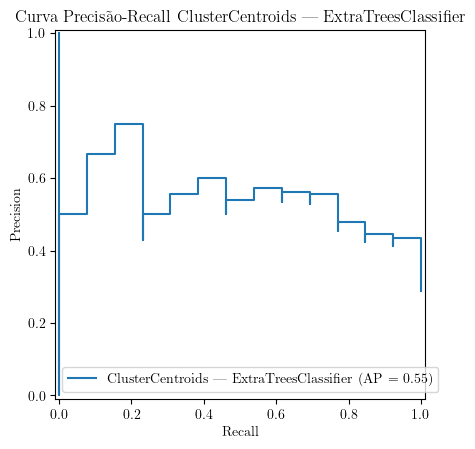 Curva Precisão-Recall ClusterCentroids — ExtraTreesClassifier
1.0
0.8
0.6
0.4
0.2
0.0
Precision
ClusterCentroids — ExtraTreesClassifier (AP = 0.55)
0.0 0.2 0.4 0.6 0.8 1.0
Recall